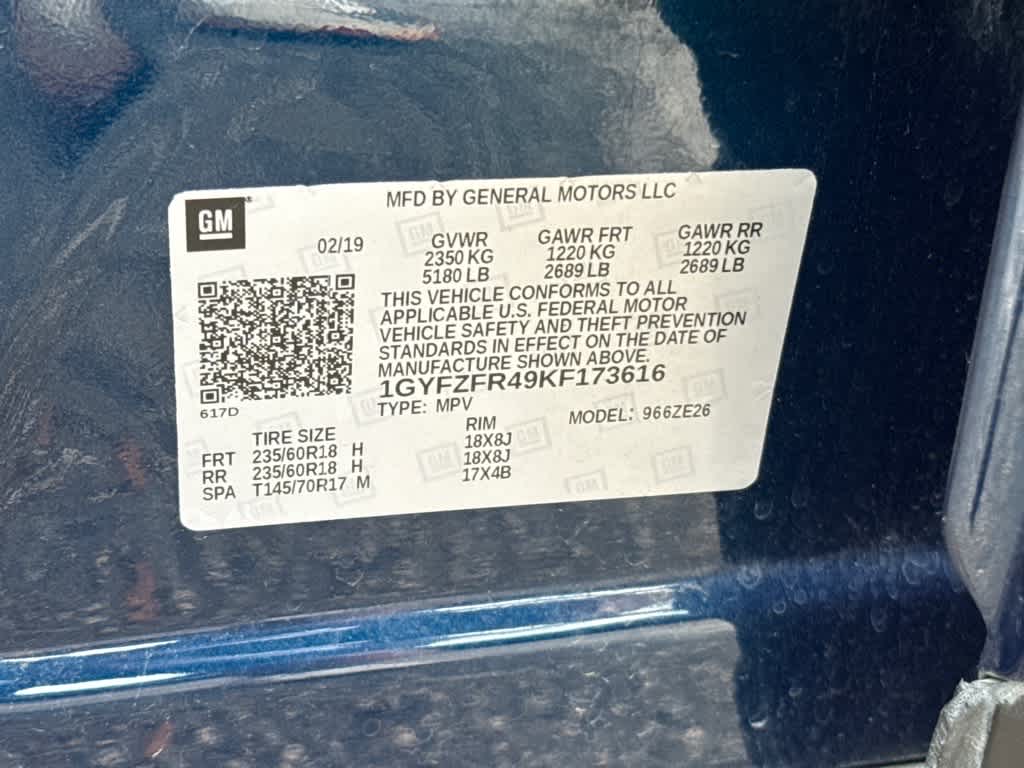 MFD BY GENERAL MOTORS LLC
GM
02/19
GVWR GAWR FRT GAWR RR
2350 KG 1220 KG 1220 KG
5180 LB 2689 LB 2689 LB
THIS VEHICLE CONFORMS TO ALL
APPLICABLE U.S. FEDERAL MOTOR
VEHICLE SAFETY AND THEFT PREVENTION
STANDARDS IN EFFECT ON THE DATE OF
MANUFACTURE SHOWN ABOVE.
1GYFZFR49KF173616
617D
TYPE: MPV MODEL: 966ZE26
TIRE SIZE RIM
FRT 235/60R18 H 18X8J
RR 235/60R18 H 18X8J
SPA T145/70R17 M 17X4B